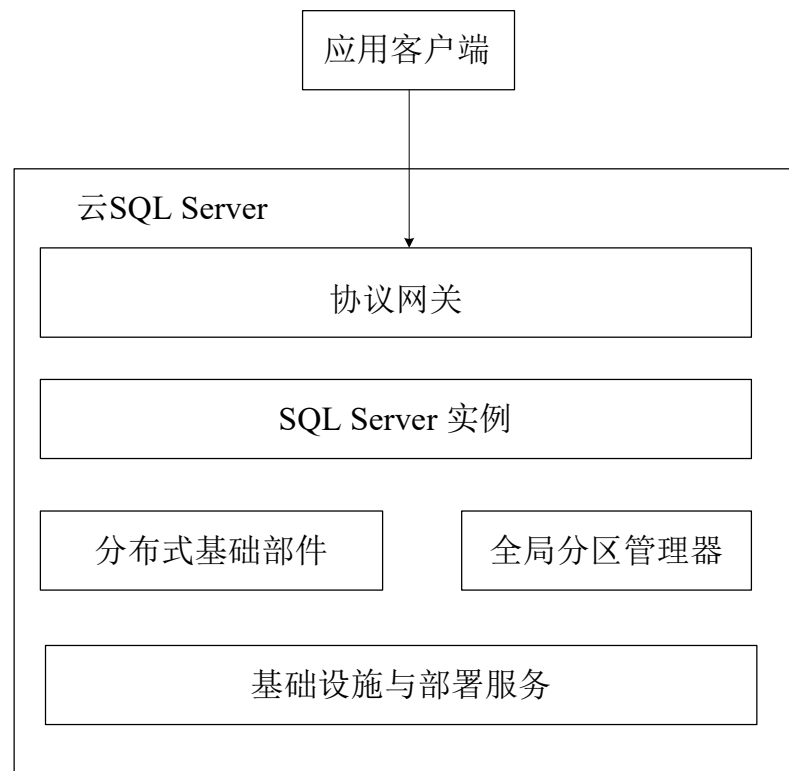 应用客户端
云SQL Server
协议网关
SQL Server 实例
分布式基础部件
全局分区管理器
基础设施与部署服务